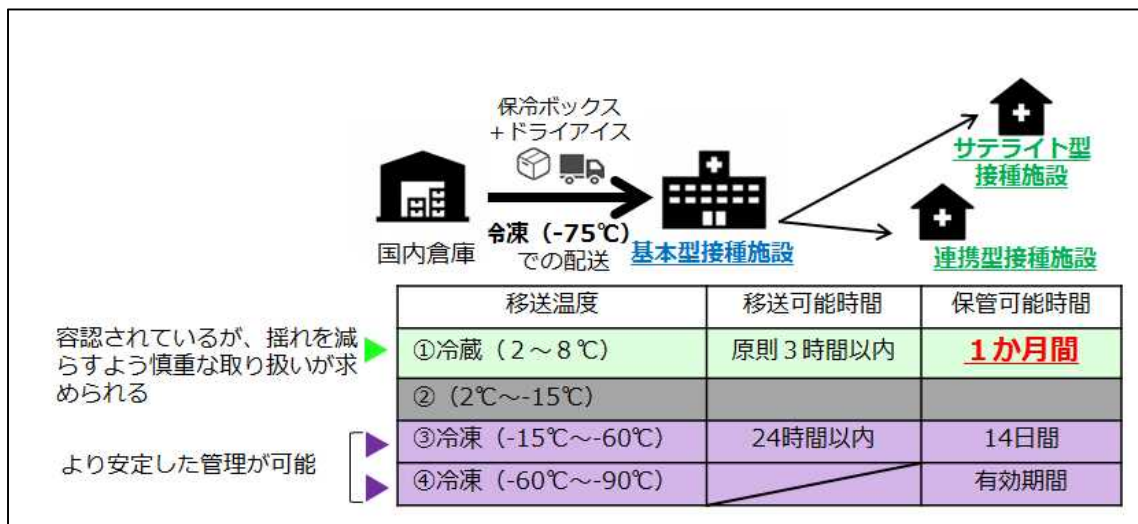 保冷ボックス
+ドライアイス
国内倉庫
冷凍（-75℃）
での配送
基本型接種施設
サテライト型
接種施設
連携型接種施設
移送温度 移送可能時間 保管可能時間
容認されているが、揺れを減
らすよう慎重な取り扱いが求
められる
①冷蔵（２～８℃） 原則３時間以内 １か月間
②（2℃～-15℃）
より安定した管理が可能
③冷凍（-15℃～-60℃） 24時間以内 14日間
④冷凍（-60℃～-90℃） 有効期間